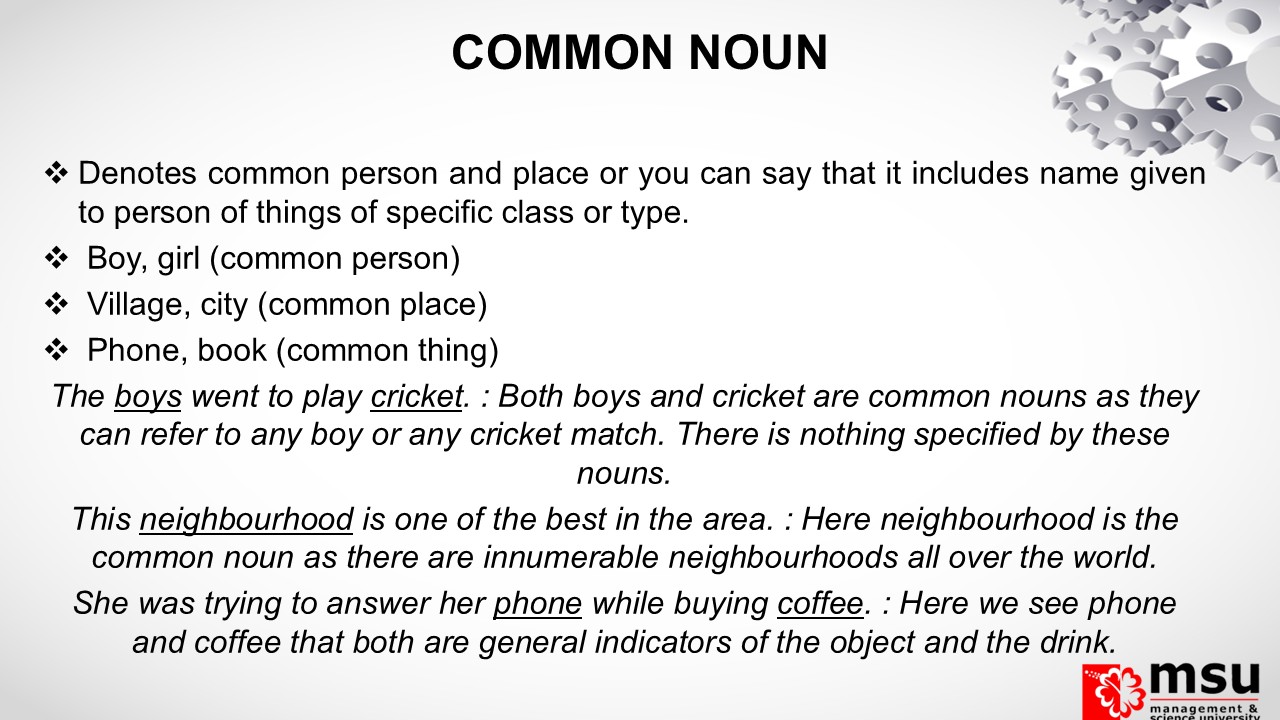 COMMON NOUN
❖ Denotes common person and place or you can say that it includes name given
to person of things of specific class or type.
❖ Boy, girl (common person)
❖ Village, city (common place)
❖ Phone, book (common thing)
The boys went to play cricket. : Both boys and cricket are common nouns as they
can refer to any boy or any cricket match. There is nothing specified by these
nouns.
This neighbourhood is one of the best in the area. : Here neighbourhood is the
common noun as there are innumerable neighbourhoods all over the world.
She was trying to answer her phone while buying coffee. : Here we see phone
and coffee that both are general indicators of the object and the drink.
msu
management &
science university